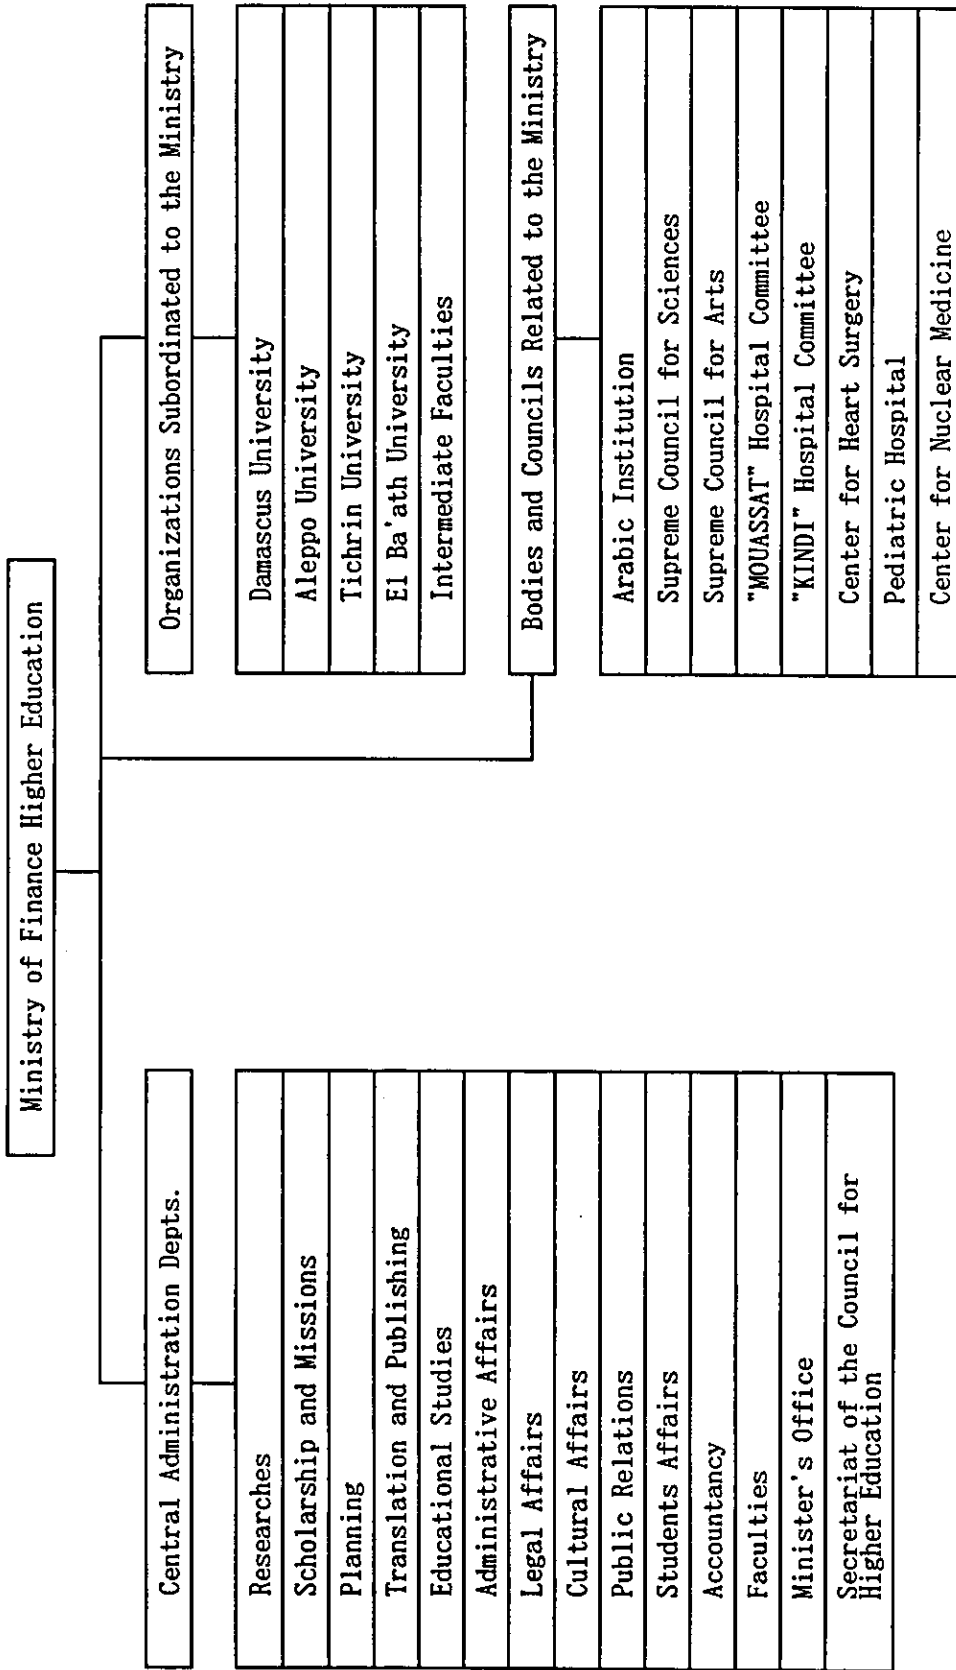 Ministry of Finance Higher Education
Central Administration Depts.
Researches
Scholarship and Missions
Planning
Translation and Publishing
Educational Studies
Administrative Affairs
Legal Affairs
Cultural Affairs
Public Relations
Students Affairs
Accountancy
Faculties
Minister's Office
Secretariat of the Council for
Higher Education
Organizations Subordinated to the Ministry
Damascus University
Aleppo University
Tichrin University
El Ba'ath University
Intermediate Faculties
Bodies and Councils Related to the Ministry
Arabic Institution
Supreme Council for Sciences
Supreme Council for Arts
"MOUASSAT" Hospital Committee
"KINDI" Hospital Committee
Center for Heart Surgery
Pediatric Hospital
Center for Nuclear Medicine